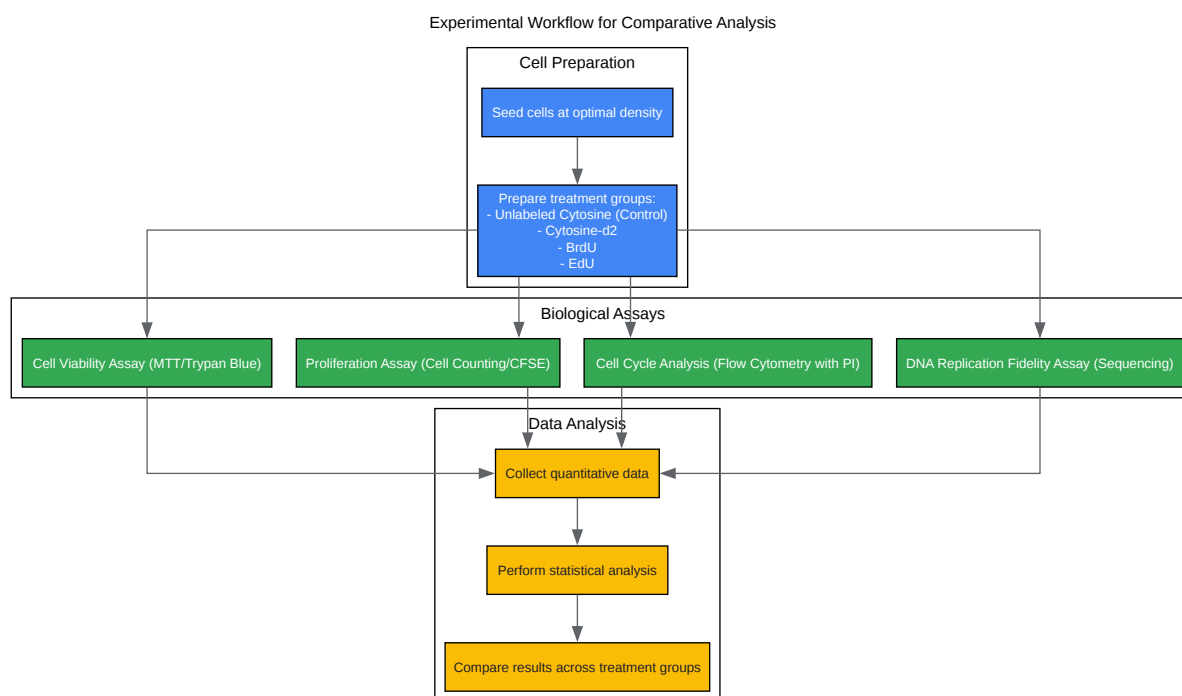 Experimental Workflow for Comparative Analysis
Cell Preparation
Seed cells at optimal density
Prepare treatment groups:
- Unlabeled Cytosine (Control)
- Cytosine-d2
- BrdU
- EdU
Biological Assays
Cell Viability Assay (MTT/Trypan Blue)
Proliferation Assay (Cell Counting/CFSE)
Cell Cycle Analysis (Flow Cytometry with PI)
DNA Replication Fidelity Assay (Sequencing)
Data Analysis
Collect quantitative data
Perform statistical analysis
Compare results across treatment groups